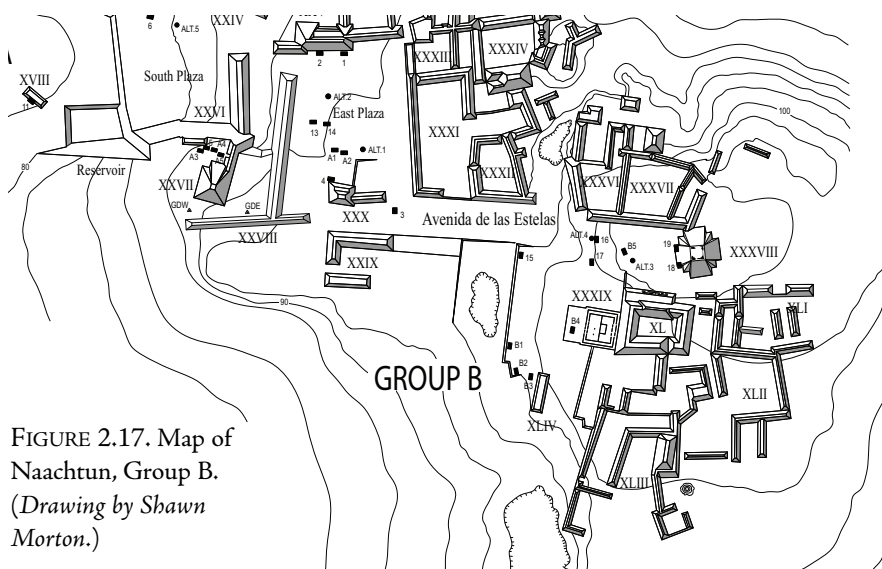 XXIV
XXXIV
6
ALT.5
XXXIII
2
1
XVIII
South Plaza
11
XXVI
ALT.2
100
East Plaza
13
14
XXXI
A4
A3
A5
A1
A2
ALT.1
80
Reservoir
XXVII
4
XXXII
XXXVI
XXXVII
GDW
GDE
XXX
3
Avenida de las Estelas
XXVIII
ALT.4
16
B5
19
XXXVIII
XXIX
15
17
ALT.3
18
90
XXXIX
XLI
B4
XL
B1
GROUP B
B2
B3
XLII
XLIV
XLIII
FIGURE 2.17. Map of
Naachtun, Group B.
(Drawing by Shawn
Morton.)